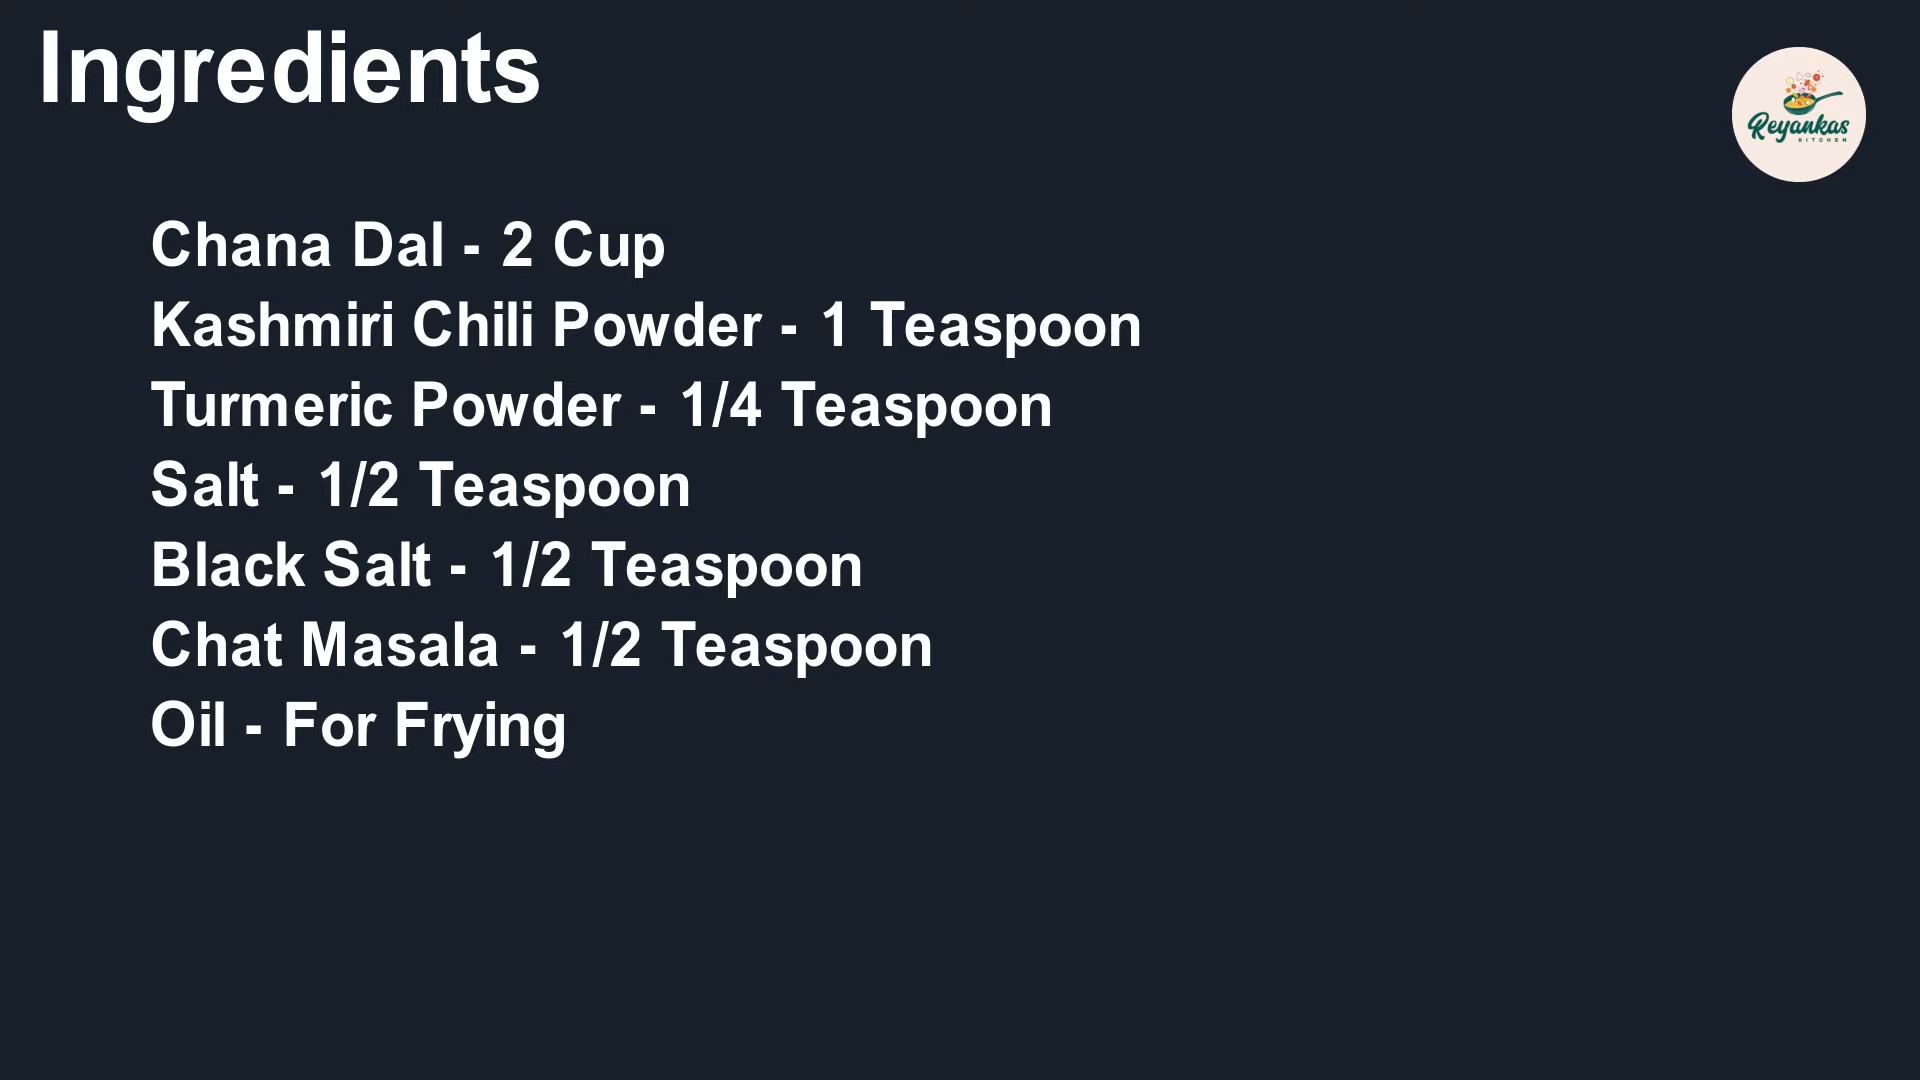 Ingredients
Reyankas
KITCHEN
Chana Dal - 2 Cup
Kashmiri Chili Powder - 1 Teaspoon
Turmeric Powder - 1/4 Teaspoon
Salt - 1/2 Teaspoon
Black Salt - 1/2 Teaspoon
Chat Masala - 1/2 Teaspoon
Oil - For Frying